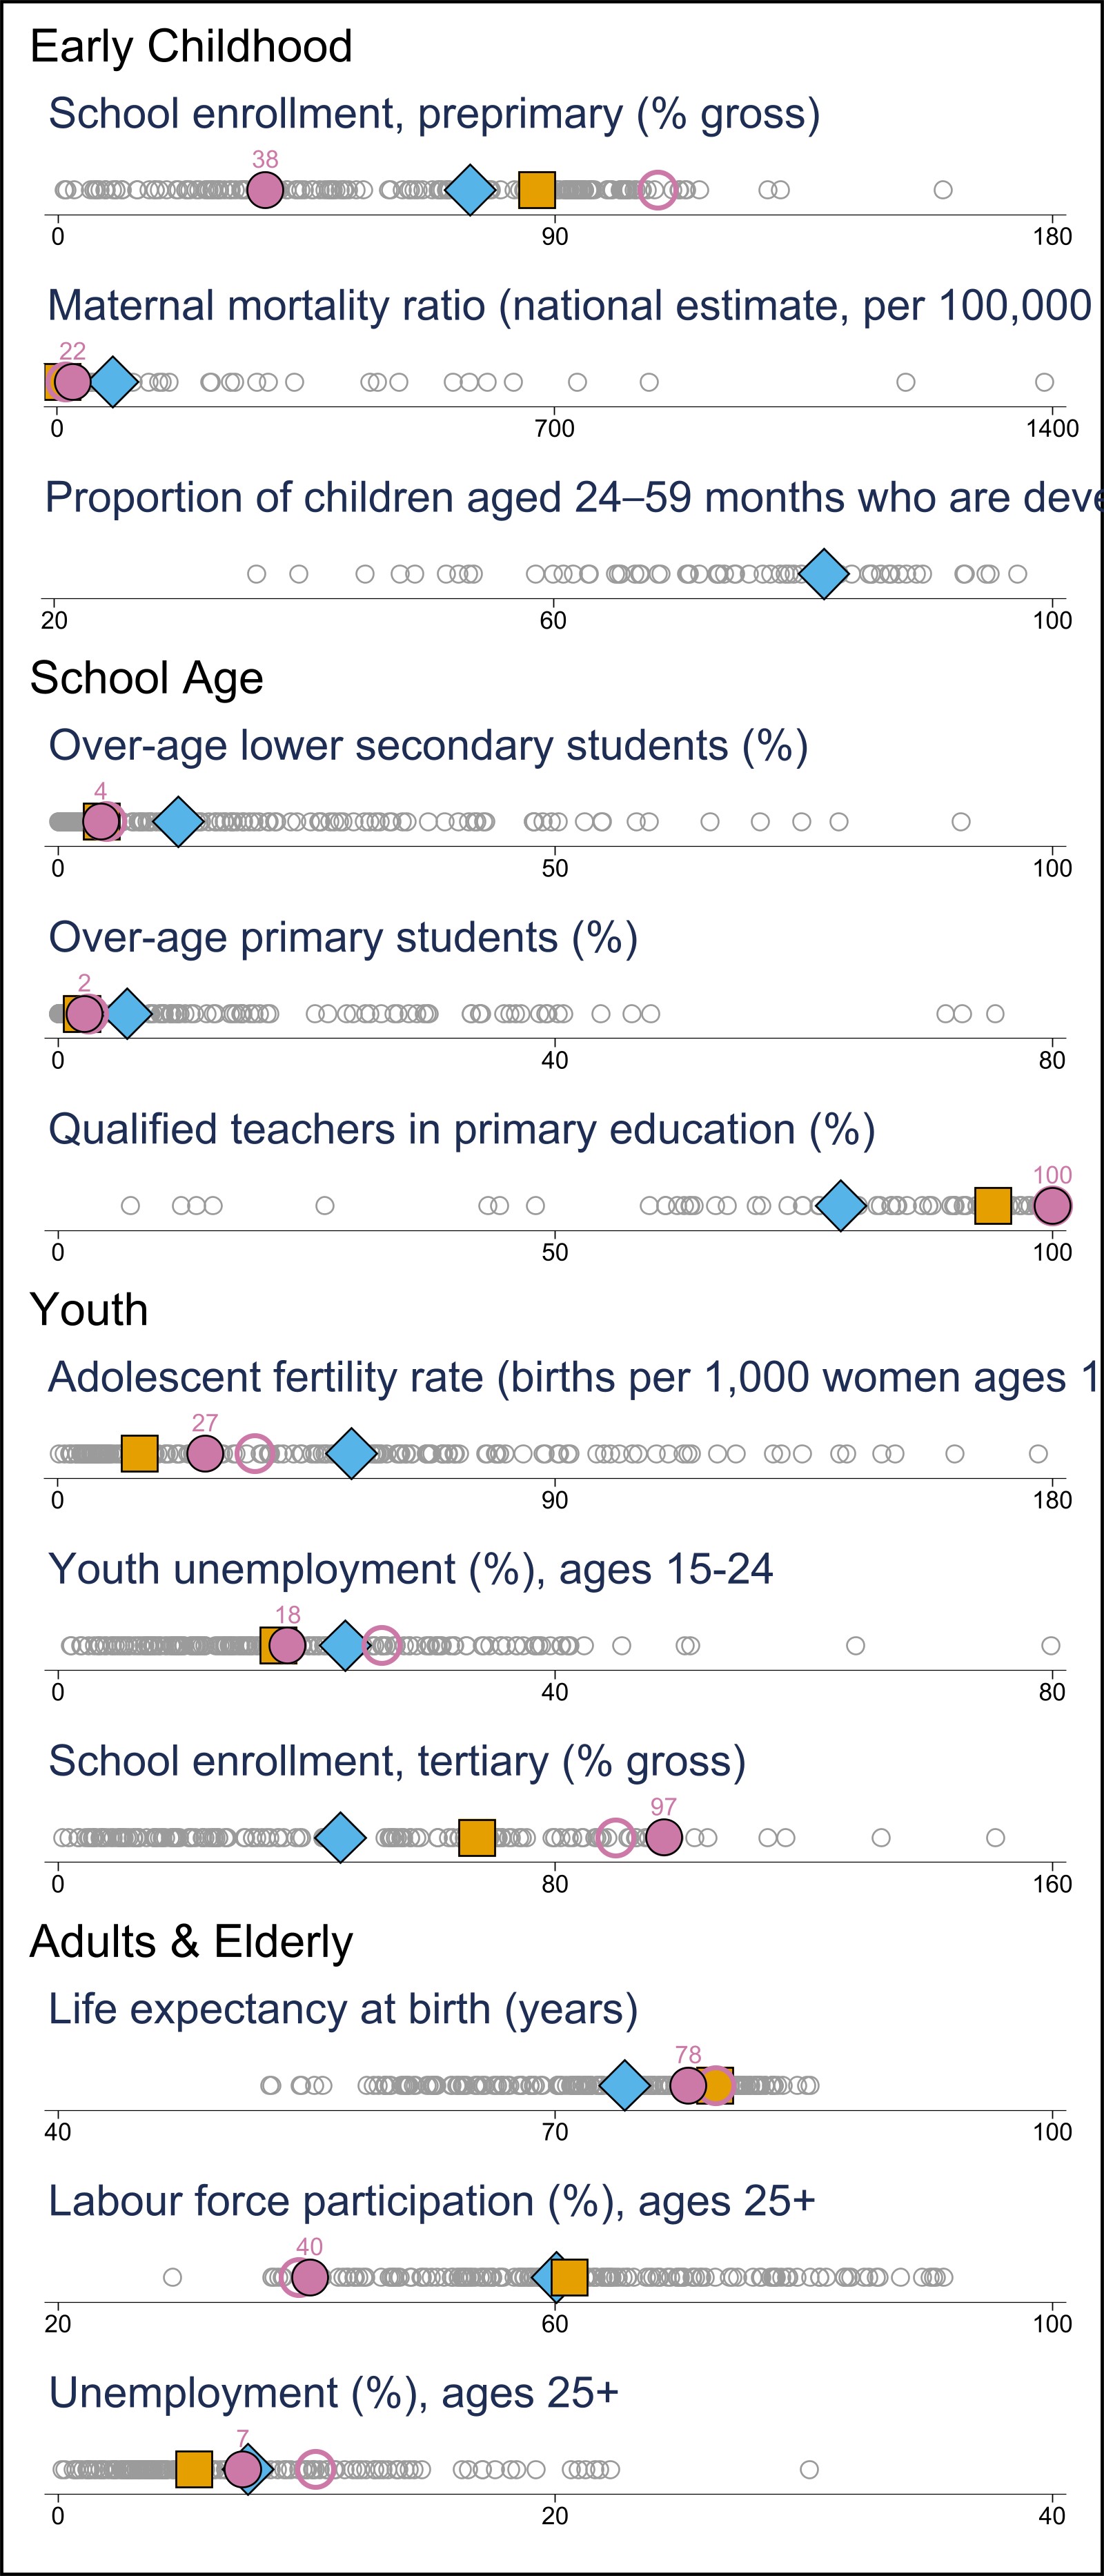 Early Childhood
School enrollment, preprimary (% gross)
38
0 90 180
Maternal mortality ratio (national estimate, per 100,000
22
0 700 1400
Proportion of children aged 24–59 months who are deve
20 60 100
School Age
Over-age lower secondary students (%)
4
0 50 100
Over-age primary students (%)
2
0 40 80
Qualified teachers in primary education (%)
100
0 50 100
Youth
Adolescent fertility rate (births per 1,000 women ages 1
27
0 90 180
Youth unemployment (%), ages 15-24
18
0 40 80
School enrollment, tertiary (% gross)
97
0 80 160
Adults & Elderly
Life expectancy at birth (years)
78
40 70 100
Labour force participation (%), ages 25+
40
20 60 100
Unemployment (%), ages 25+
7
0 20 40